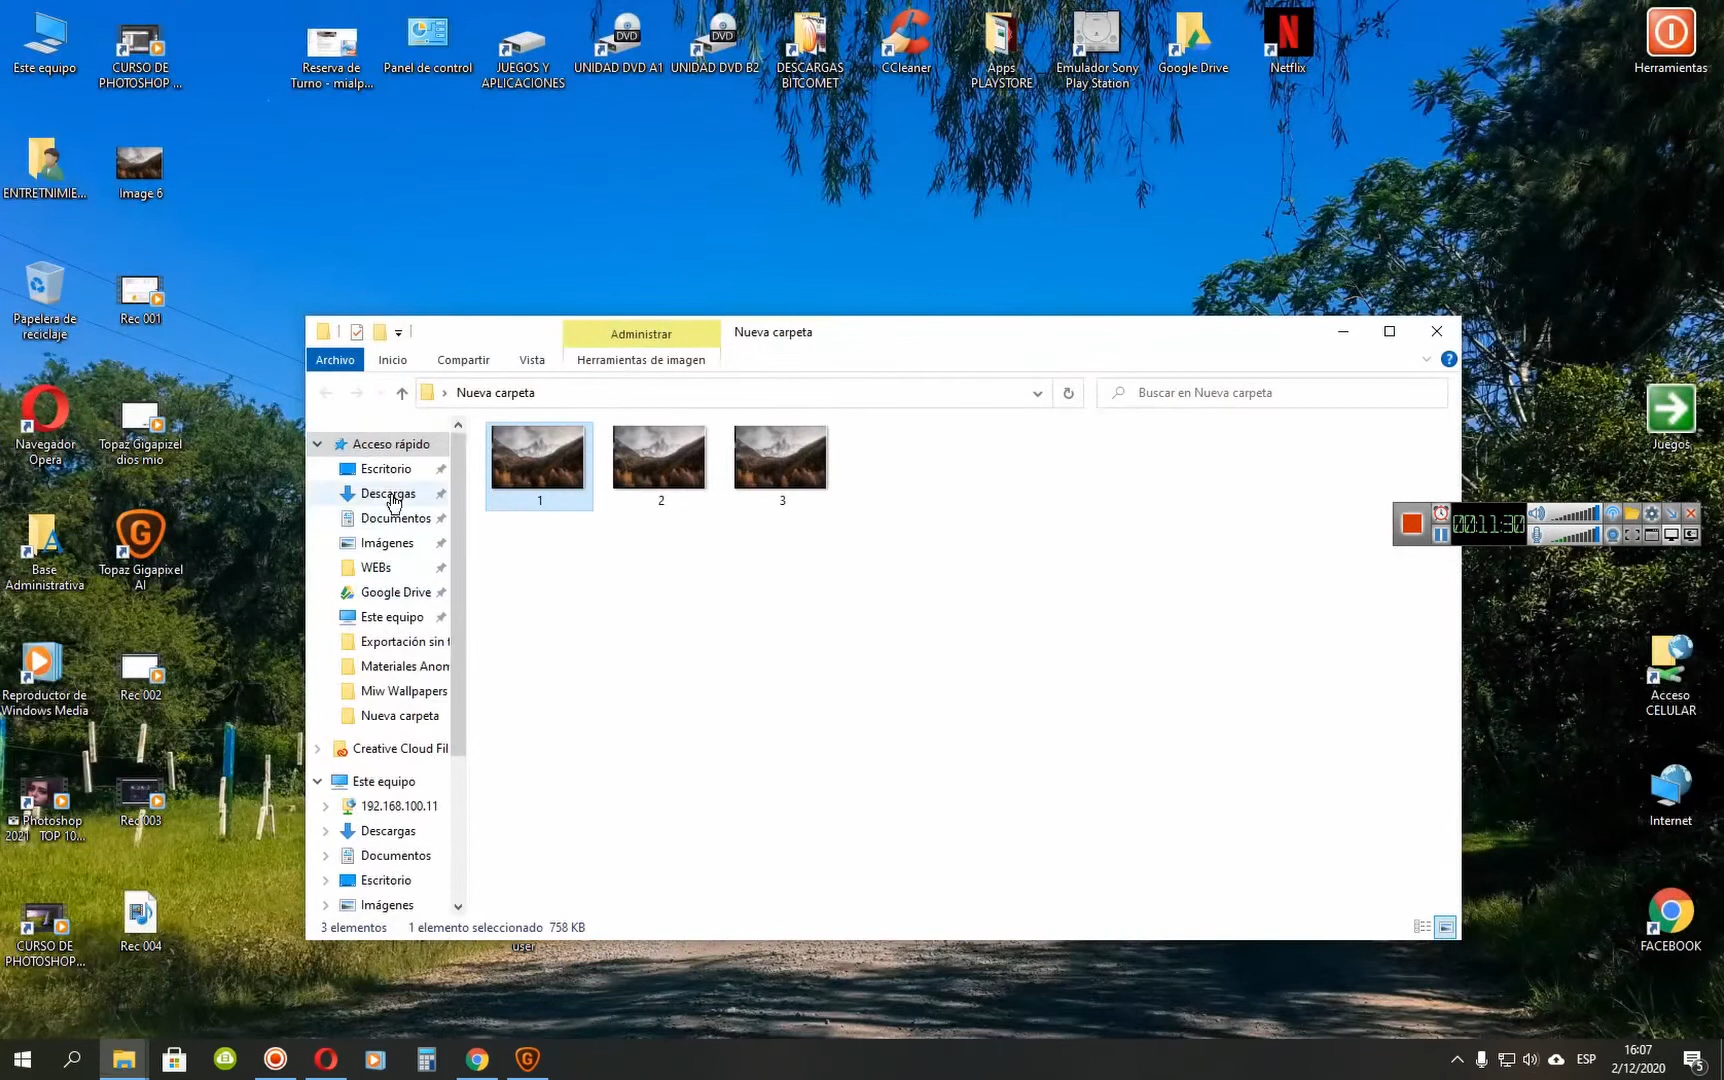 Este equipo
CURSO DE
PHOTOSHOP ...
Reserva de
Turno - mialp...
Panel de control
JUEGOS Y
APLICACIONES
UNIDAD DVD A1
UNIDAD DVD B2
DESCARGAS
BITCOMET
CCleaner
Apps
PLAYSTORE
Emulador Sony
Play Station
Google Drive
Netflix
Herramientas
ENTRETNIMIE...
Image 6
Papelera de
reciclaje
Rec 001
Navegador
Opera
Topaz Gigapizel
dios mio
Base
Administrativa
Topaz Gigapixel
AI
Reproductor de
Windows Media
Rec 002
Photoshop
2021 TOP 10...
Rec 003
CURSO DE
PHOTOSHOP...
Rec 004
user
Administrar
Nueva carpeta
Archivo
Inicio
Compartir
Vista
Herramientas de imagen
Nueva carpeta
Buscar en Nueva carpeta
Acceso rápido
Escritorio
Descargas
Documentos
Imágenes
WEBs
Google Drive
Este equipo
Exportación sin t
Materiales Anom
Miw Wallpapers
Nueva carpeta
Creative Cloud Fil
Este equipo
192.168.100.11
Descargas
Documentos
Escritorio
Imágenes
1
2
3
3 elementos
1 elemento seleccionado 758 KB
00:11:30
Juegos
Acceso
CELULAR
Internet
FACEBOOK
ESP
16:07
2/12/2020
5